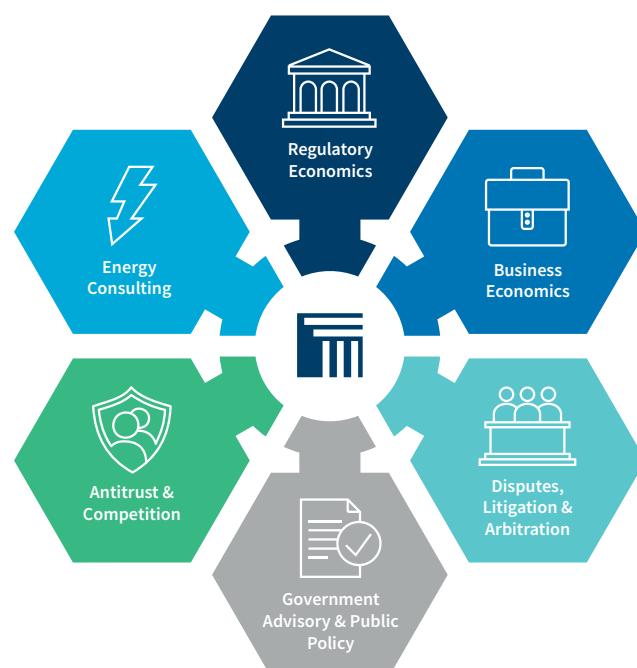 Regulatory
Economics
Business
Economics
Disputes,
Litigation &
Arbitration
Government
Advisory & Public
Policy
Antitrust &
Competition
Energy
Consulting